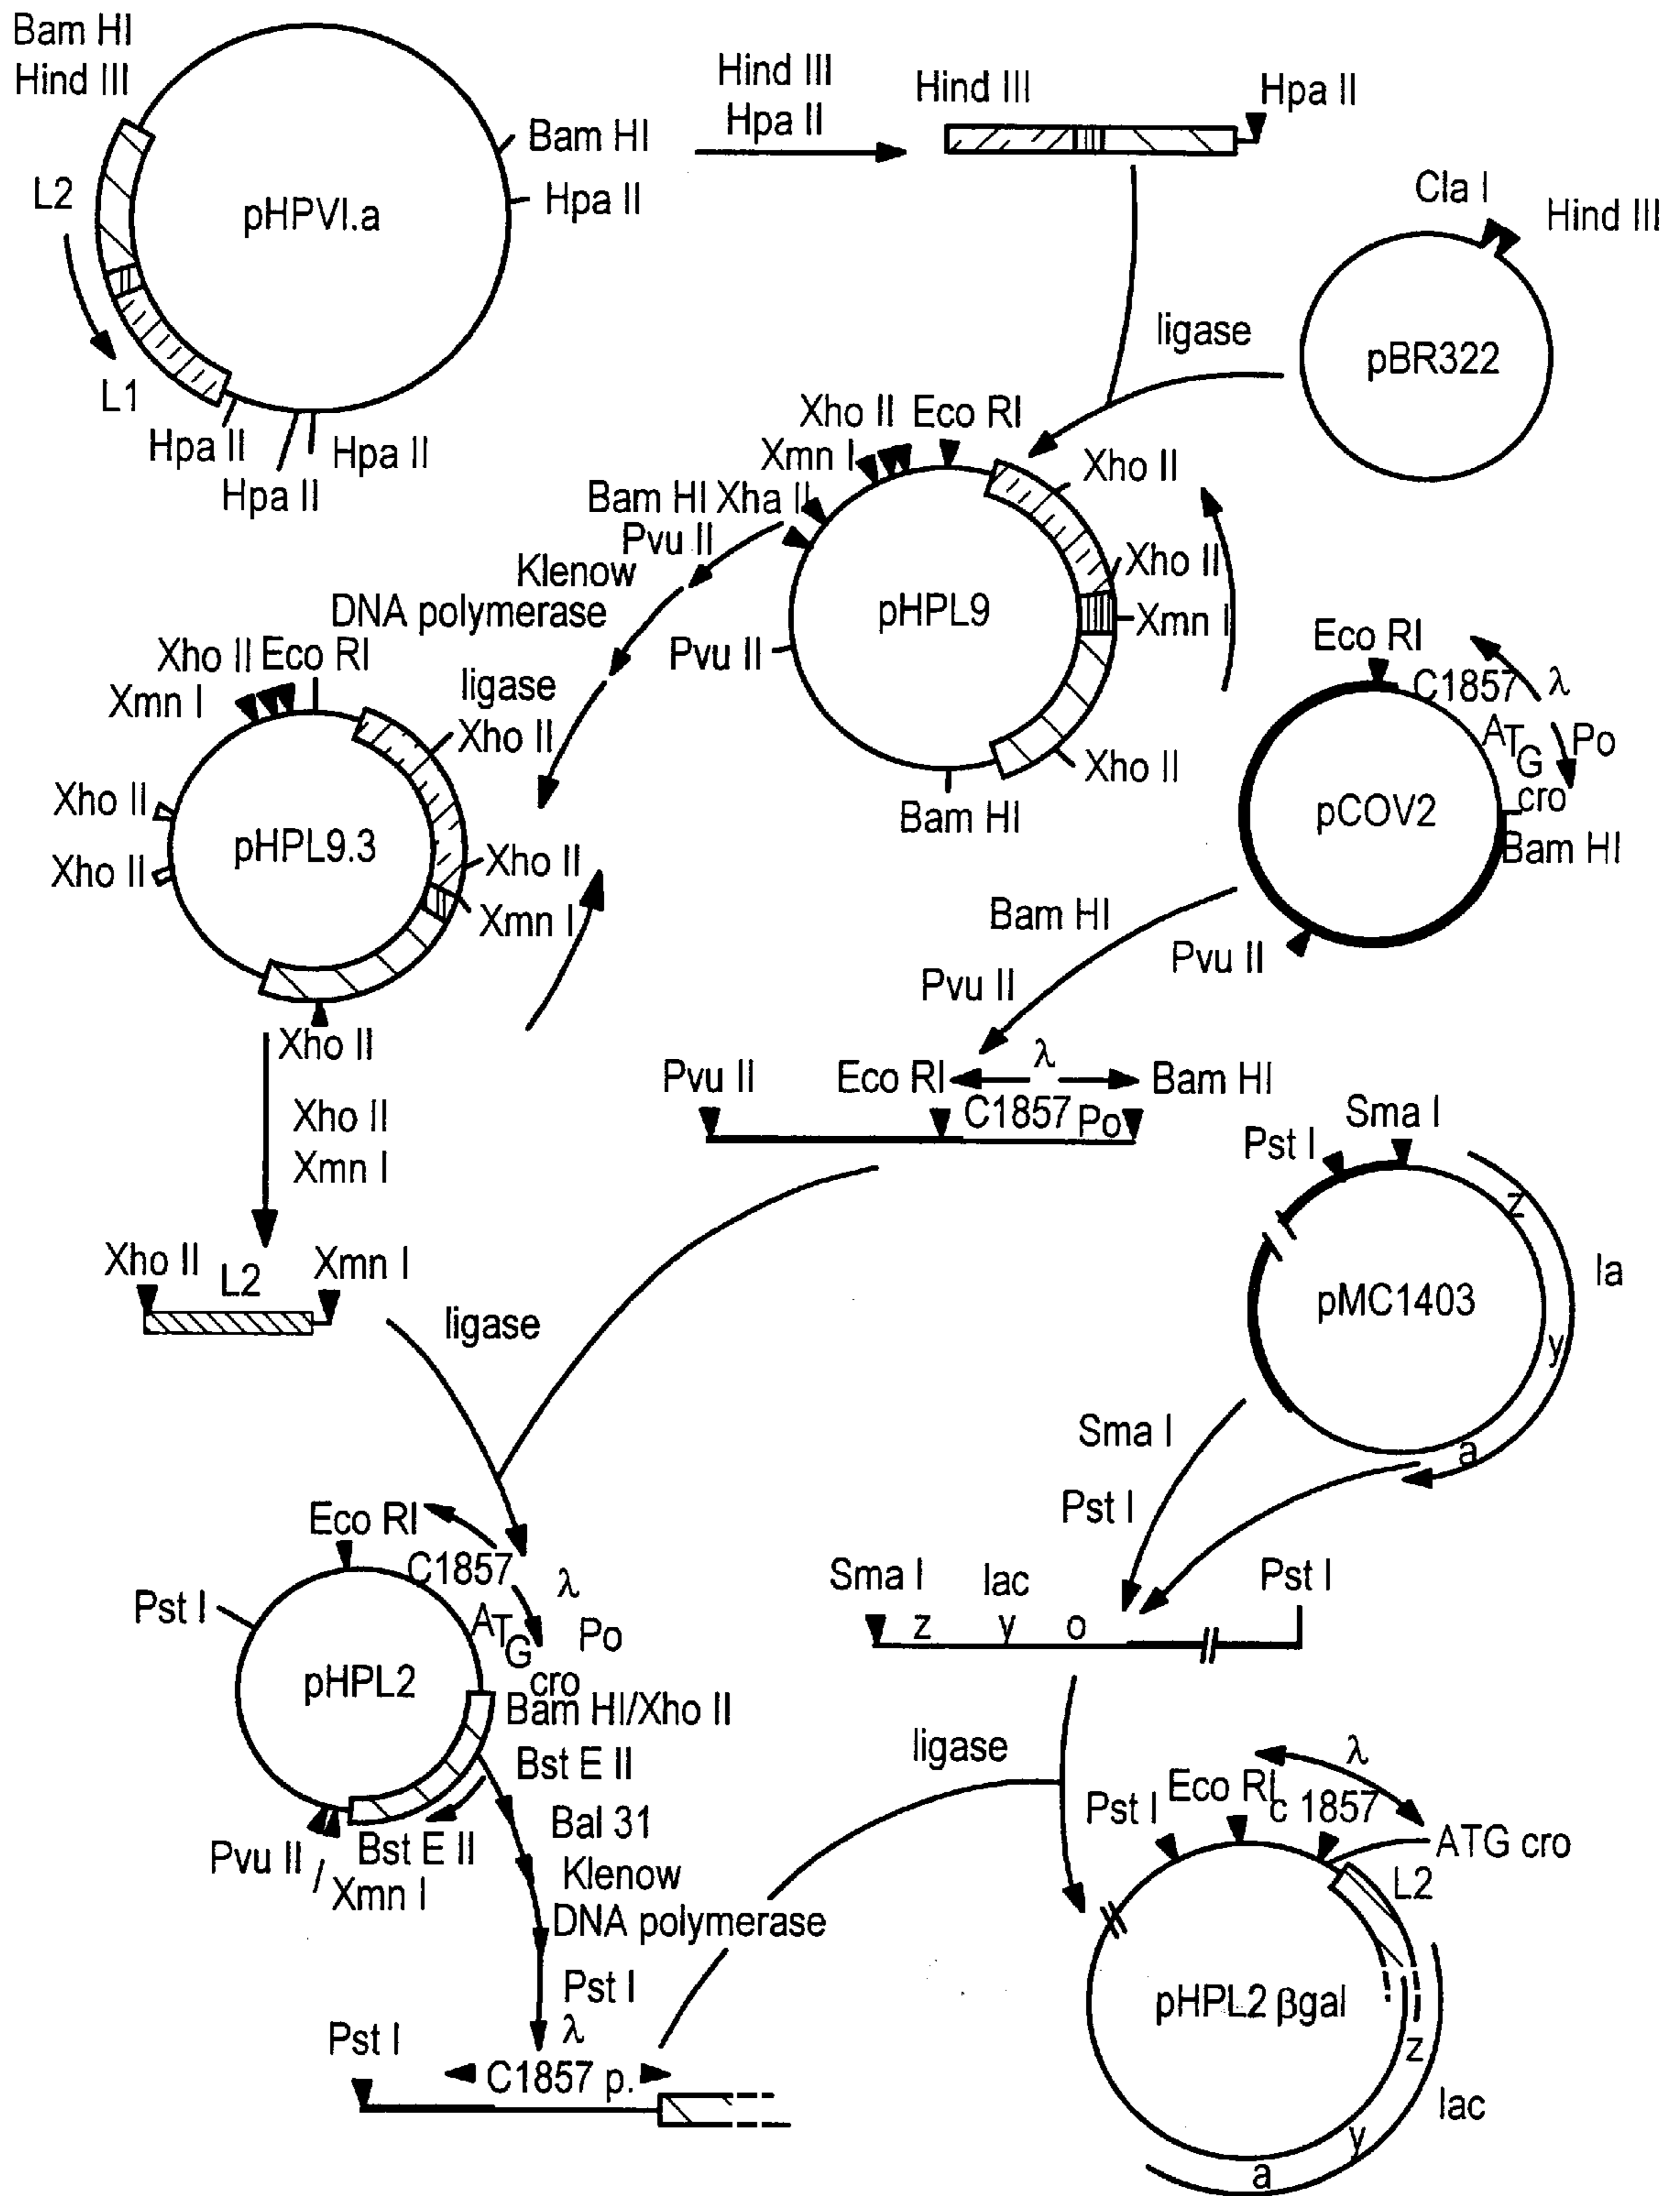 Bam HI
Hind III
Bam HI
Hpa II
L2
pHPVI.a
L1
Hpa II
Hpa II
Hpa II
Hind III
Hpa II
Hind III
Hpa II
Cla I
Hind III
ligase
pBR322
Xho II Eco RI
Xmn I
Xho II
Bam HI Xha II
Pvu II
Klenow
DNA polymerase
ligase
Xho II
pHPL9
Xmn I
Pvu II
Xho II
Bam HI
Xho II Eco RI
Xmn I
Xho II
Xho II
pHPL9.3
Xho II
Xho II
Xmn I
Xho II
Eco RI
C1857
λ
ATG
Po
cro
pCOV2
Bam HI
Pvu II
Bam HI
Pvu II
λ
Pvu II
Eco RI
Bam HI
C1857
Po
Xho II
Xmn I
Xho II
L2
Xmn I
ligase
Sma I
Pst I
z
la
pMC1403
y
a
Sma I
Pst I
Eco RI
C1857
λ
Pst I
ATG
Po
cro
pHPL2
Bam HI/Xho II
Bst E II
Bal 31
Pvu II / Xmn I
Bst E II
Klenow
DNA polymerase
Pst I
λ
Pst I
C1857 p.
Sma I
lac
Pst I
z
y
o
ligase
λ
Eco RI
c 1857
Pst I
ATG cro
L2
pHPL2 βgal
z
lac
y
a